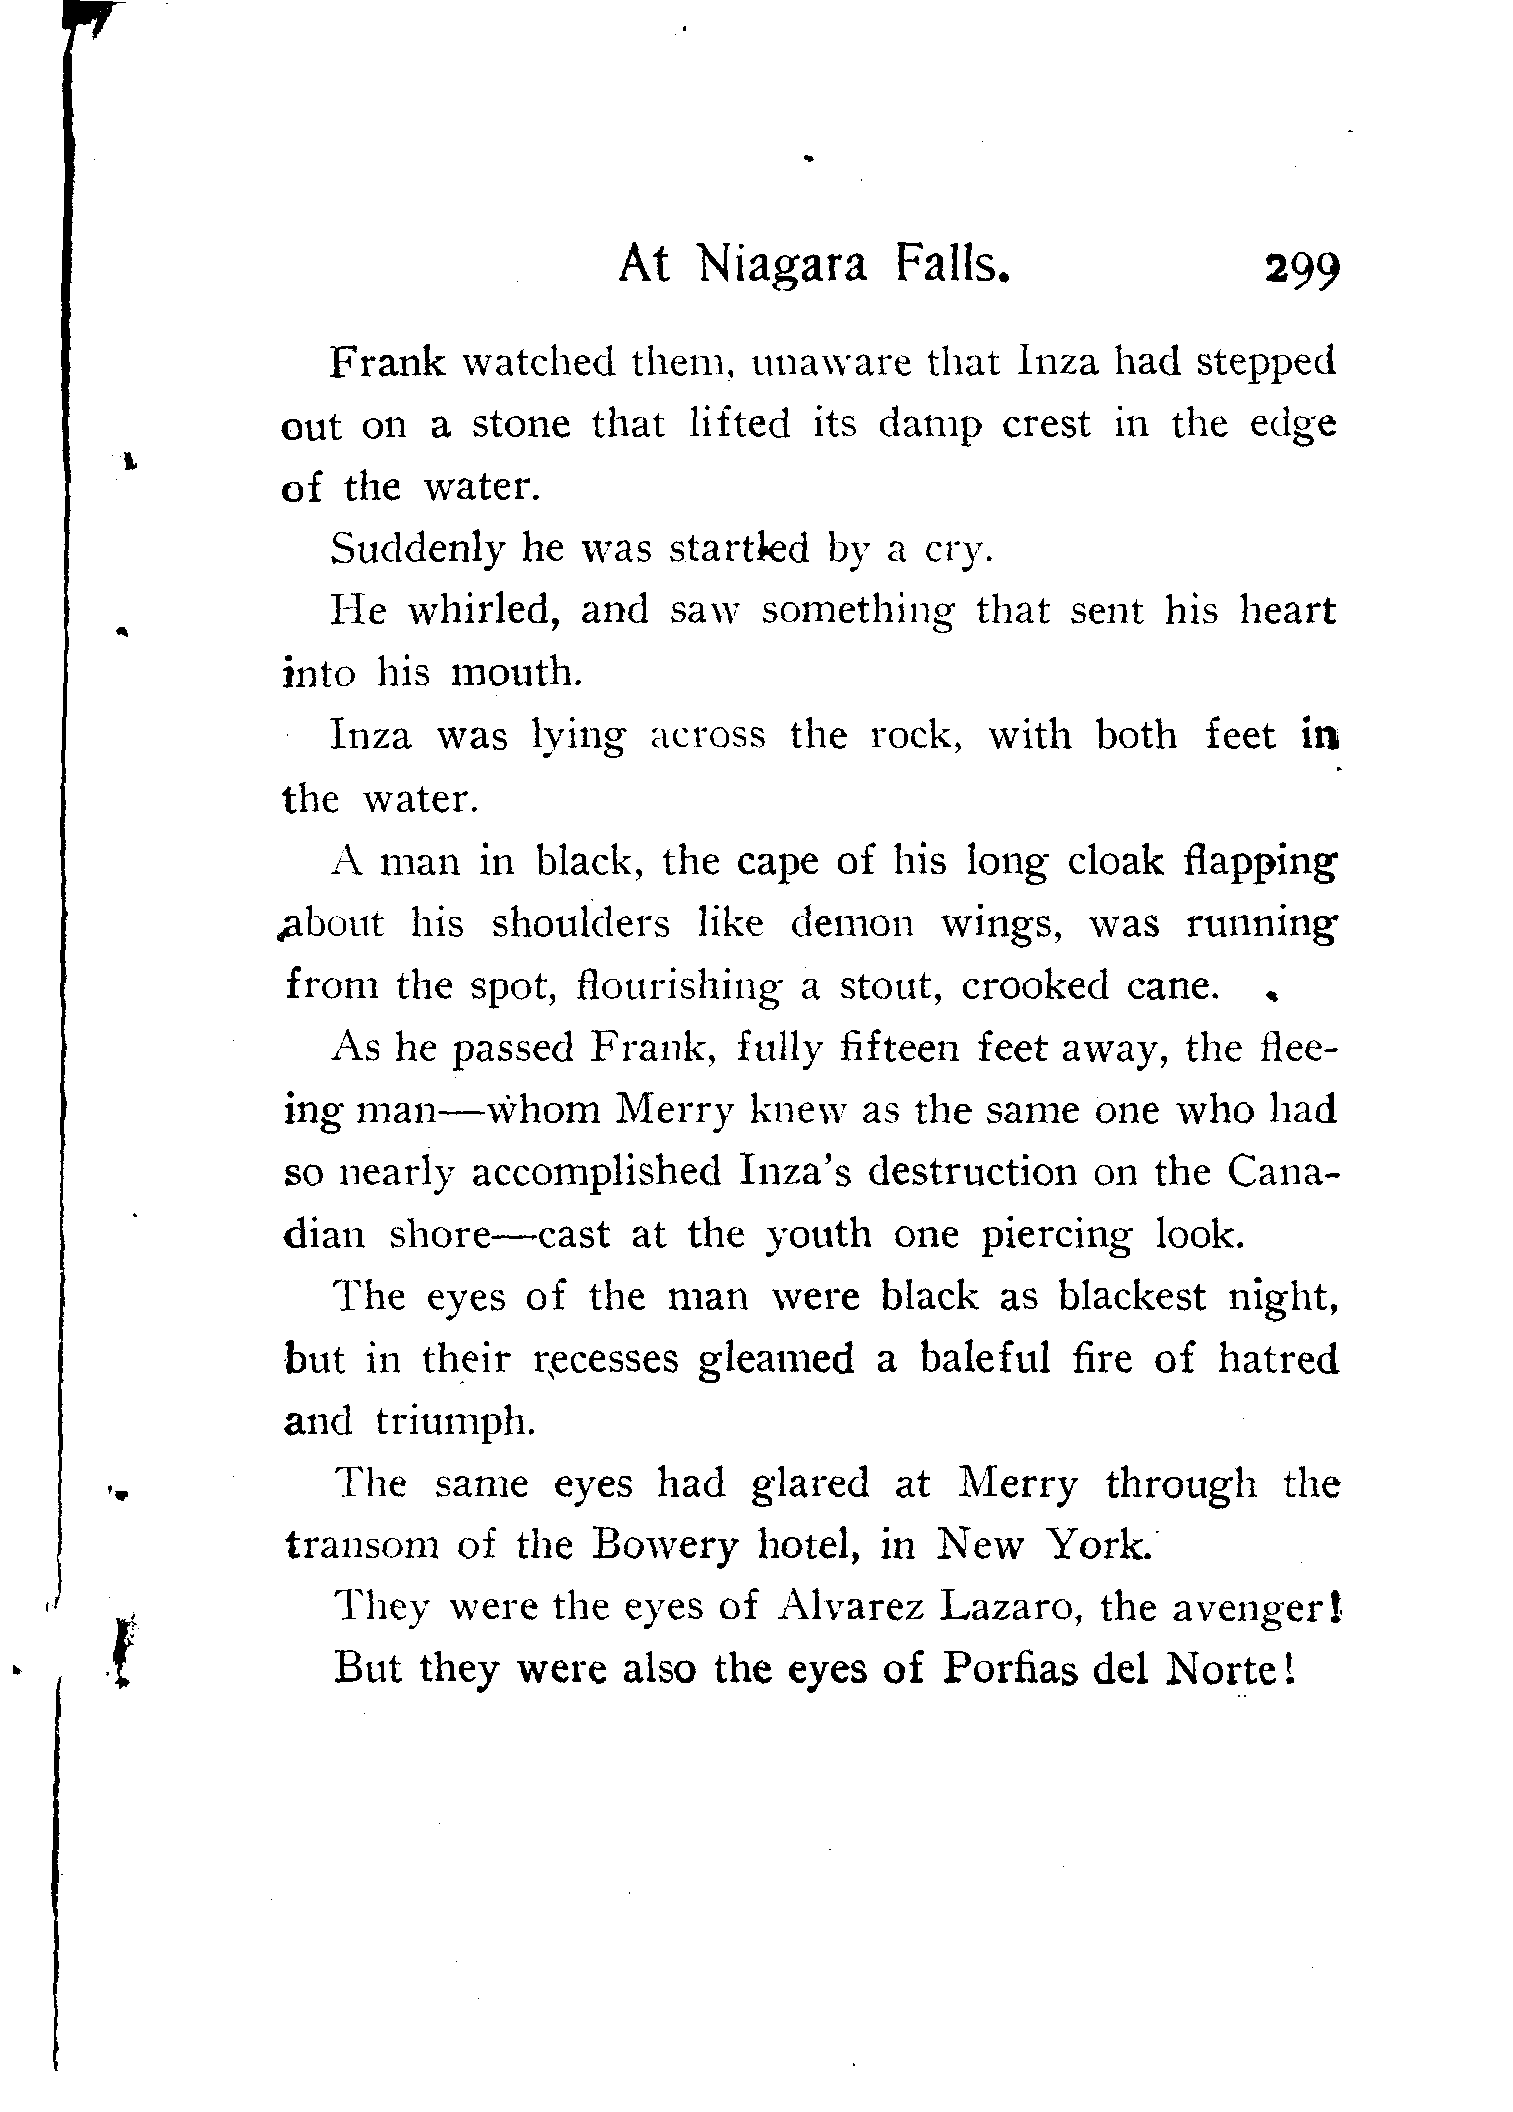 At Niagara Falls. 299
Frank watched them, unaware that Inza had stepped
out on a stone that lifted its damp crest in the edge
of the water.
Suddenly he was startled by a cry.
He whirled, and saw something that sent his heart
into his mouth.
Inza was lying across the rock, with both feet in
the water.
A man in black, the cape of his long cloak flapping
about his shoulders like demon wings, was running
from the spot, flourishing a stout, crooked cane.
As he passed Frank, fully fifteen feet away, the flee-
ing man—whom Merry knew as the same one who had
so nearly accomplished Inza's destruction on the Cana-
dian shore—cast at the youth one piercing look.
The eyes of the man were black as blackest night,
but in their recesses gleamed a baleful fire of hatred
and triumph.
The same eyes had glared at Merry through the
transom of the Bowery hotel, in New York.
They were the eyes of Alvarez Lazaro, the avenger!
But they were also the eyes of Porfias del Norte!